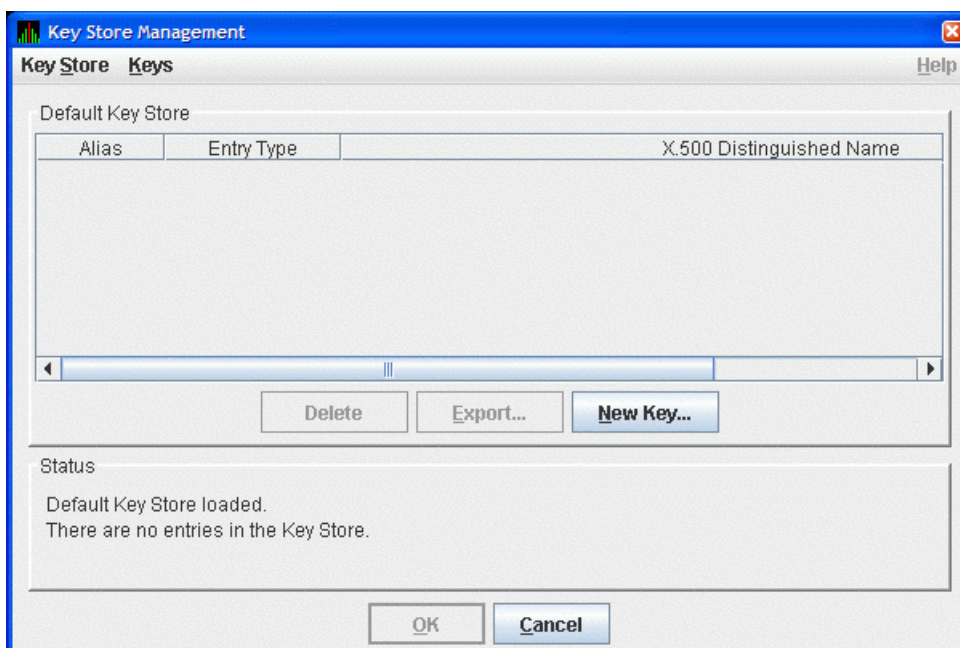 Key Store Management
Key Store Keys Help
Default Key Store
Alias Entry Type X.500 Distinguished Name
Delete Export... New Key...
Status
Default Key Store loaded.
There are no entries in the Key Store.
OK Cancel